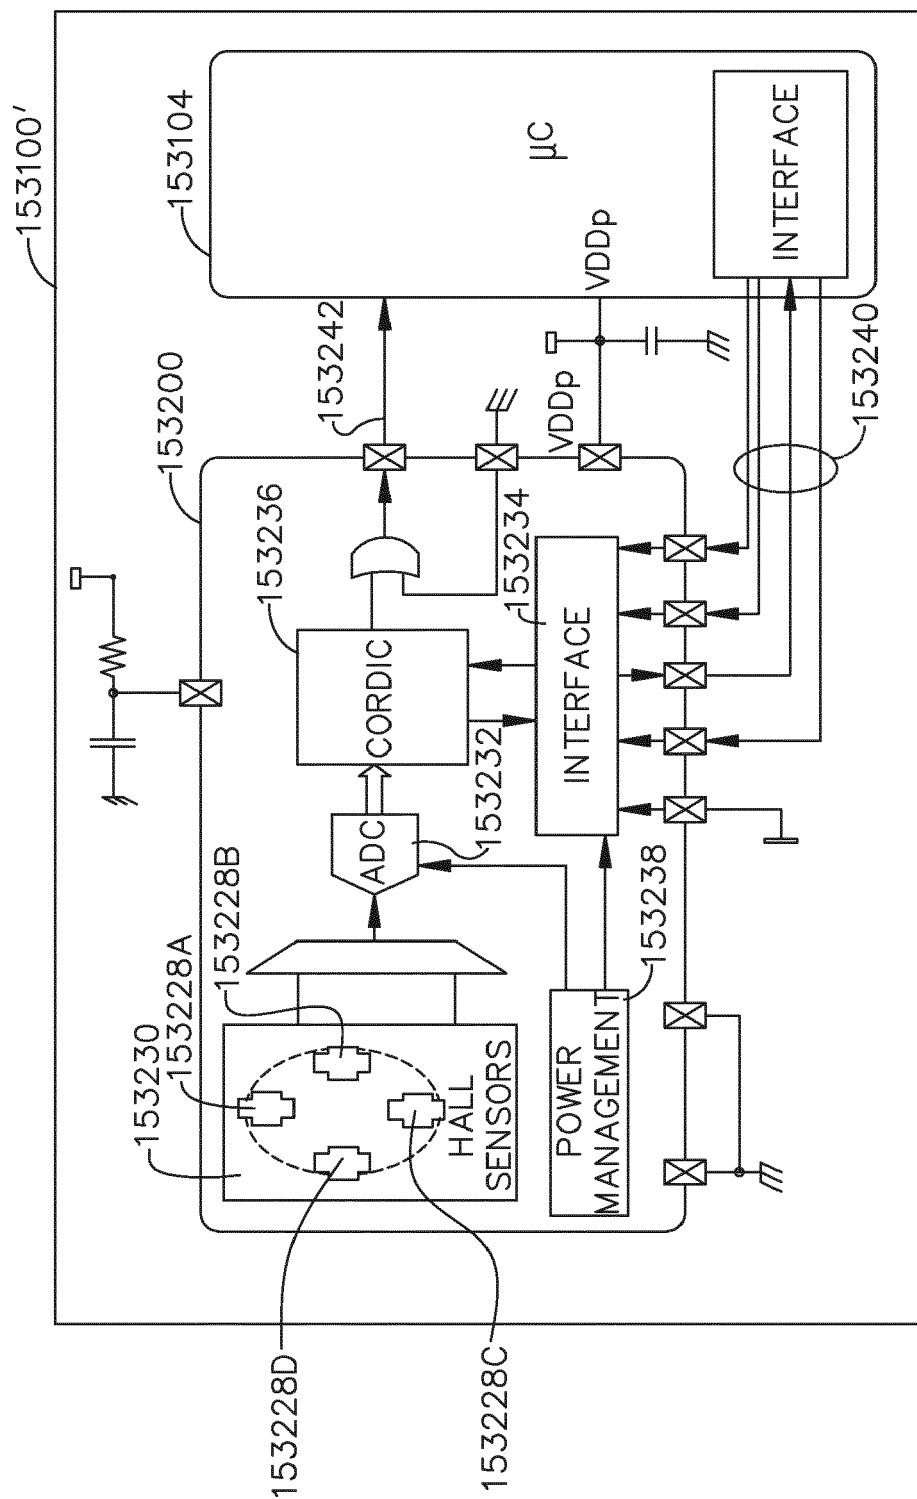 153100'
153104
µC
INTERFACE
VDDp
153242
153240
VDDp
153200
153236
153234
CORDIC
INTERFACE
153232
ADC
153228B
153228A
153230
153238
HALL
SENSORS
POWER
MANAGEMENT
153228D
153228C